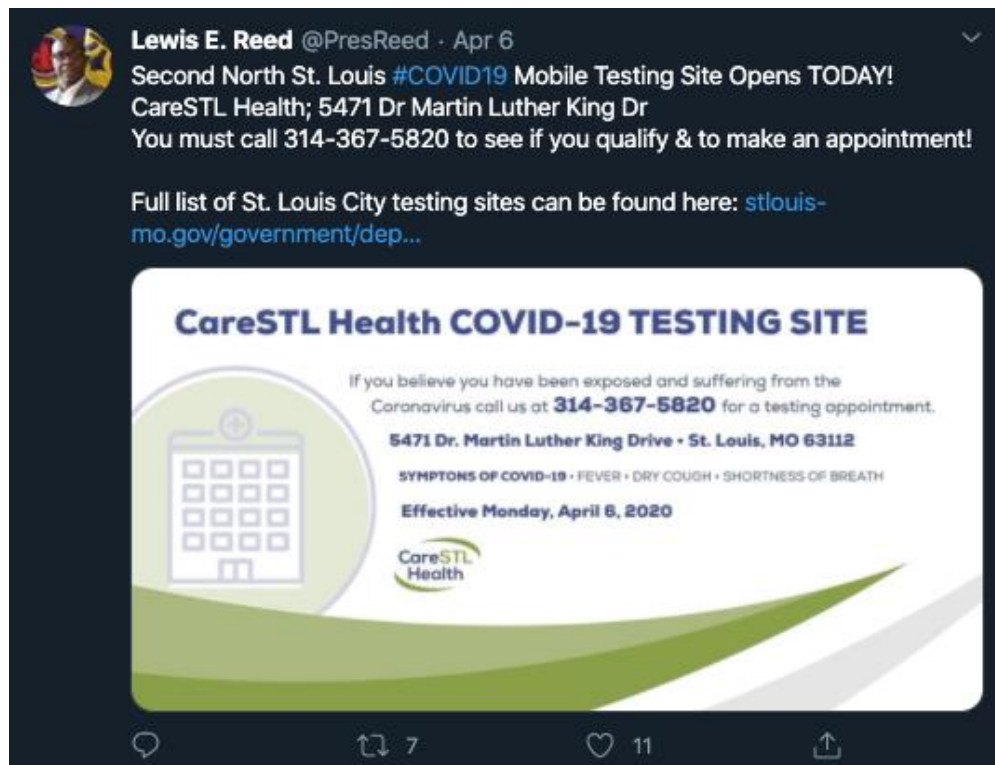 Lewis E. Reed @PresReed · Apr 6
Second North St. Louis #COVID19 Mobile Testing Site Opens TODAY!
CareSTL Health; 5471 Dr Martin Luther King Dr
You must call 314-367-5820 to see if you qualify & to make an appointment!
Full list of St. Louis City testing sites can be found here: stlouis-
mo.gov/government/dep...
CareSTL Health COVID-19 TESTING SITE
If you believe you have been exposed and suffering from the
Coronavirus call us at 314-367-5820 for a testing appointment.
5471 Dr. Martin Luther King Drive • St. Louis, MO 63112
SYMPTONS OF COVID-19 • FEVER • DRY COUGH • SHORTNESS OF BREATH
Effective Monday, April 6, 2020
CareSTL
Health
7 11